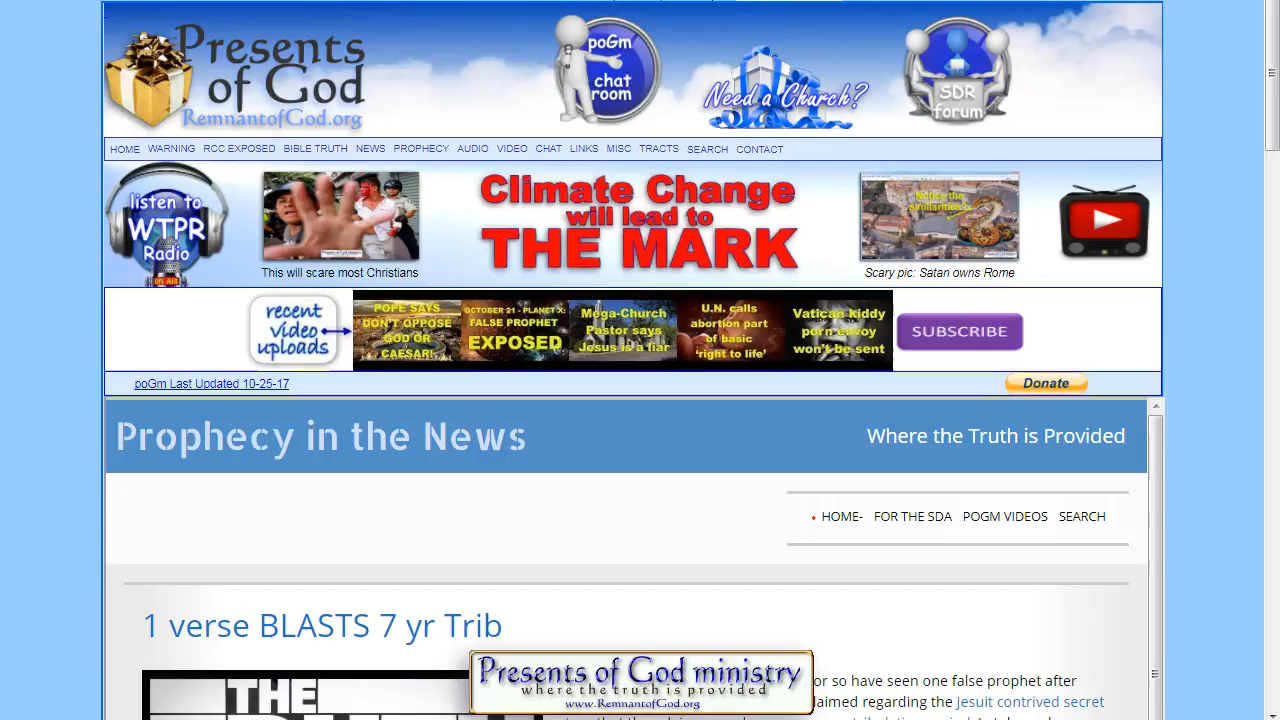 Presents
of God
RemnantofGod.org
poGm
chat
room
Need a Church?
SDR
forum
HOME WARNING RCC EXPOSED BIBLE TRUTH NEWS PROPHECY AUDIO VIDEO CHAT LINKS MISC TRACTS SEARCH CONTACT
listen to
WTPR
Radio
ON AIR
This will scare most Christians
Climate Change
will lead to
THE MARK
Notice the
similarities
Scary pic: Satan owns Rome
recent
video
uploads
POPE SAYS
DON'T OPPOSE
GOD OR
CAESAR!
OCTOBER 21 - PLANET X:
FALSE PROPHET
EXPOSED
Mega-Church
Pastor says
Jesus is a liar
U.N. calls
abortion part
of basic
'right to life'
Vatican kiddy
porn envoy
won't be sent
SUBSCRIBE
poGm Last Updated 10-25-17
Donate
Prophecy in the News
Where the Truth is Provided
HOME- FOR THE SDA POGM VIDEOS SEARCH
1 verse BLASTS 7 yr Trib
THE
or so have seen one false prophet after
laimed regarding the Jesuit contrived secret
Presents of God ministry
where the truth is provided
www.RemnantofGod.org